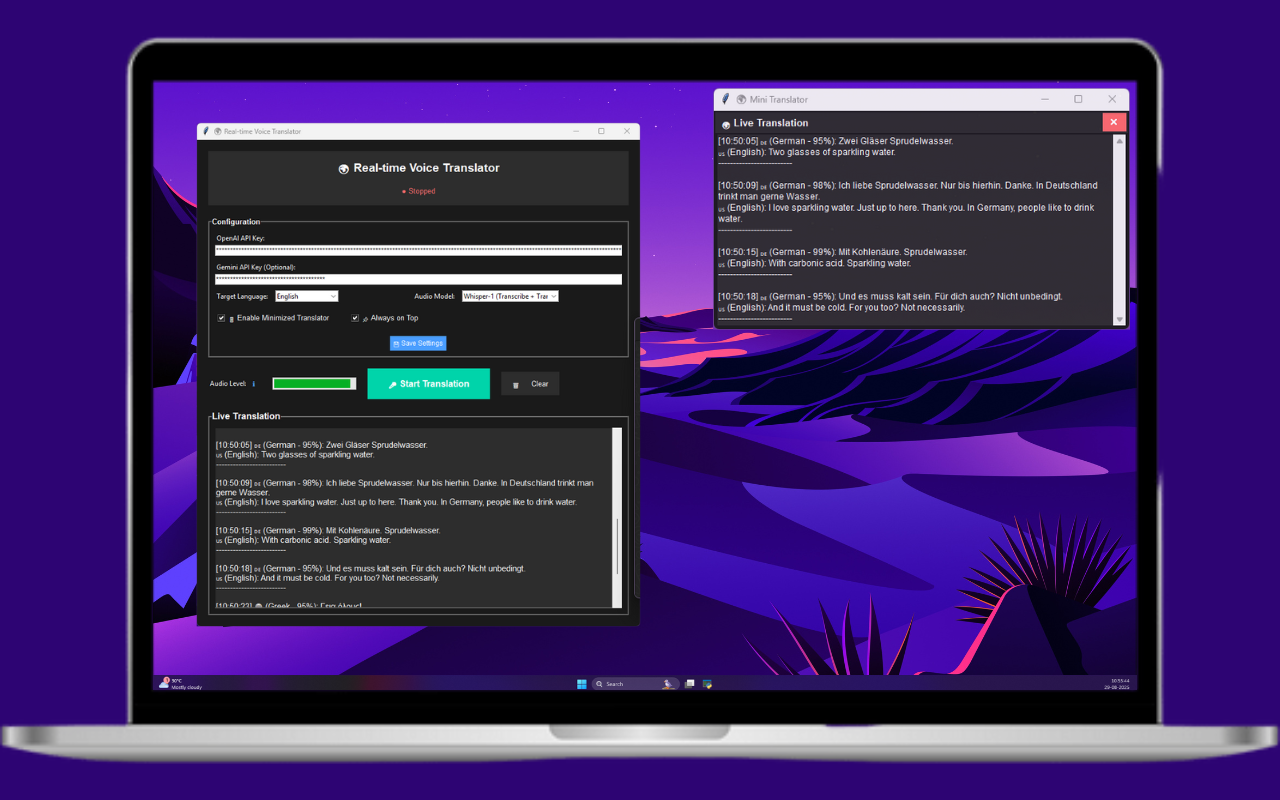 Real-time Voice Translator
Real-time Voice Translator
Stopped
Configuration
OpenAI API Key:
Gemini API Key (Optional):
Target Language: English
Audio Model: Whisper-1 (Transcribe + Trar
Enable Minimized Translator
Always on Top
Save Settings
Audio Level:
Start Translation
Clear
Live Translation
[10:50:05] DE (German - 95%): Zwei Gläser Sprudelwasser.
US (English): Two glasses of sparkling water.
------------------------------
[10:50:09] DE (German - 98%): Ich liebe Sprudelwasser. Nur bis hierhin. Danke. In Deutschland trinkt man
gerne Wasser.
US (English): I love sparkling water. Just up to here. Thank you. In Germany, people like to drink water.
------------------------------
[10:50:15] DE (German - 99%): Mit Kohlenäure. Sprudelwasser.
US (English): With carbonic acid. Sparkling water.
------------------------------
[10:50:18] DE (German - 95%): Und es muss kalt sein. Für dich auch? Nicht unbedingt.
US (English): And it must be cold. For you too? Not necessarily.
------------------------------
[10:50:23] (Greek - 95%):
Mini Translator
Live Translation
[10:50:05] DE (German - 95%): Zwei Gläser Sprudelwasser.
US (English): Two glasses of sparkling water.
------------------------------
[10:50:09] DE (German - 98%): Ich liebe Sprudelwasser. Nur bis hierhin. Danke. In Deutschland
trinkt man gerne Wasser.
US (English): I love sparkling water. Just up to here. Thank you. In Germany, people like to drink
water.
------------------------------
[10:50:15] DE (German - 99%): Mit Kohlenäure. Sprudelwasser.
US (English): With carbonic acid. Sparkling water.
------------------------------
[10:50:18] DE (German - 95%): Und es muss kalt sein. Für dich auch? Nicht unbedingt.
US (English): And it must be cold. For you too? Not necessarily.
------------------------------
30°C
Mostly cloudy
Search
10:55:44
29-08-2025